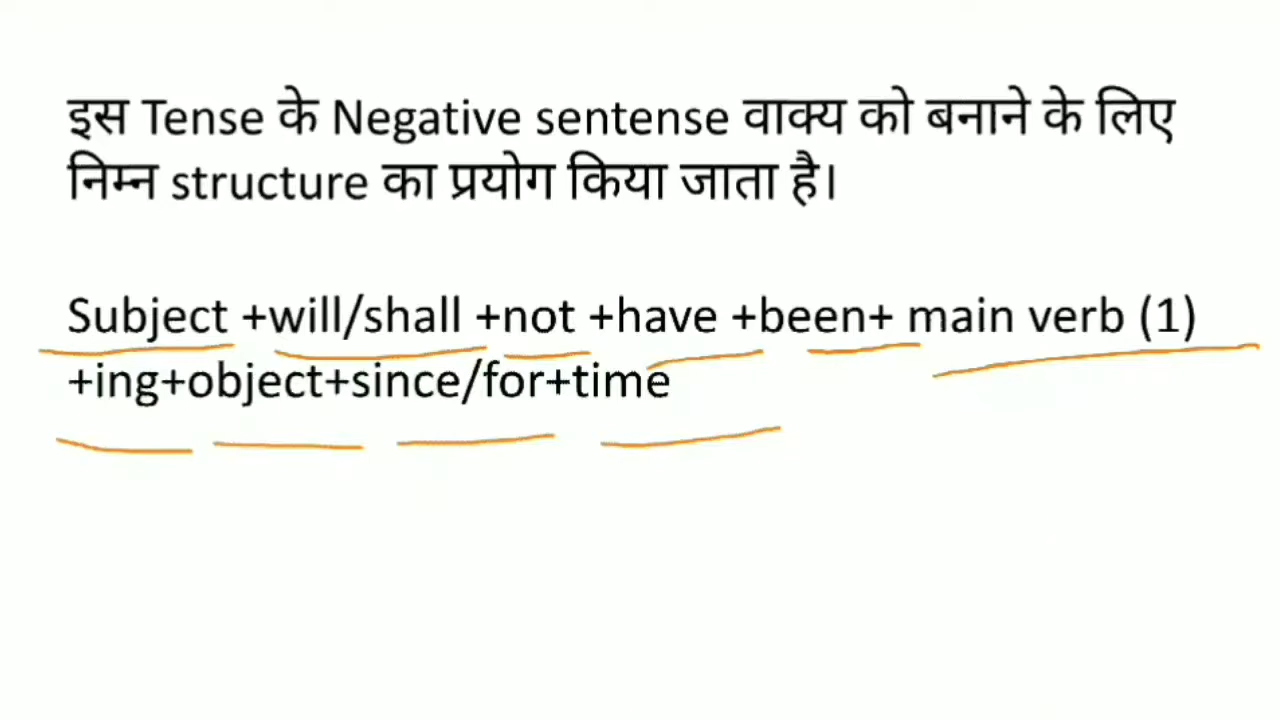 इस Tense के Negative sentense वाक्य को बनाने के लिए
निम्न structure का प्रयोग किया जाता है।
Subject +will/shall +not +have +been+ main verb (1)
+ing+object+since/for+time